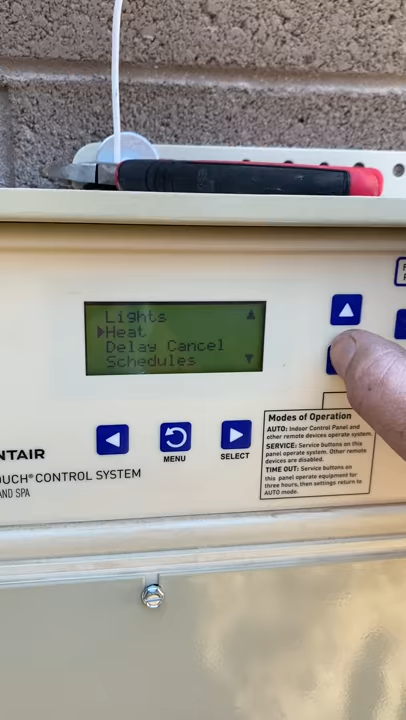 Lights
Heat
Delay Cancel
Schedules
MENU
SELECT
NTAIR
OUCH® CONTROL SYSTEM
AND SPA
Modes of Operation
AUTO: Indoor Control Panel and
other remote devices operate system.
SERVICE: Service buttons on this
panel operate system. Other remote
devices are disabled.
TIME OUT: Service buttons on
this panel operate equipment for
three hours, then settings return to
AUTO mode.